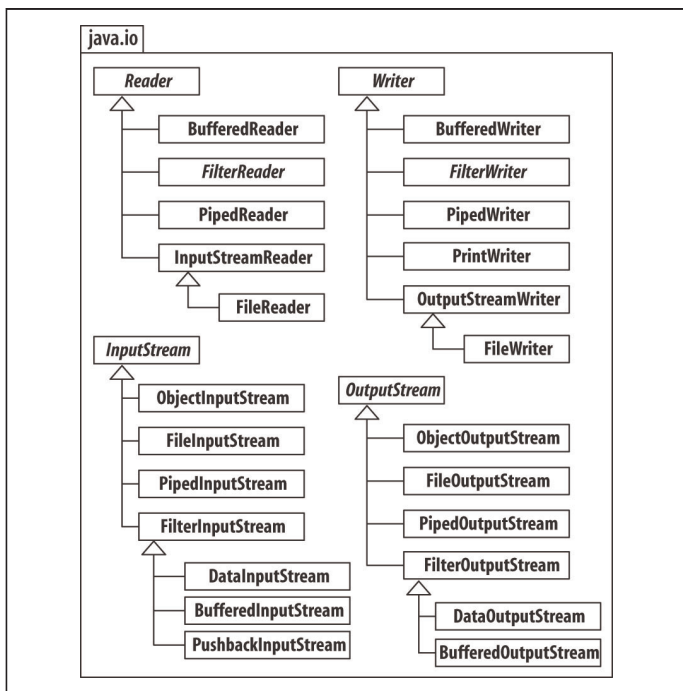 java.io
Reader
BufferedReader
FilterReader
PipedReader
InputStreamReader
FileReader
Writer
BufferedWriter
FilterWriter
PipedWriter
PrintWriter
OutputStreamWriter
FileWriter
InputStream
ObjectInputStream
FileInputStream
PipedInputStream
FilterInputStream
DataInputStream
BufferedInputStream
PushbackInputStream
OutputStream
ObjectOutputStream
FileOutputStream
PipedOutputStream
FilterOutputStream
DataOutputStream
BufferedOutputStream